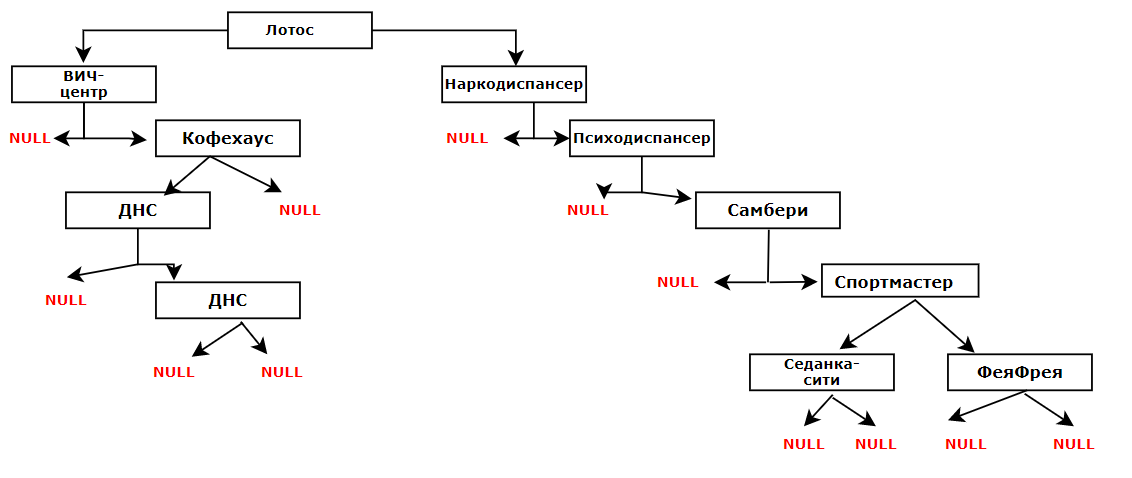 Лотос
ВИЧ-
центр
Наркодиспансер
NULL
Кофехаус
NULL
Психодиспансер
ДНС
NULL
NULL
Самбери
NULL
ДНС
NULL
Спортмастер
NULL
NULL
Седанка-
сити
ФеяФрея
NULL
NULL
NULL
NULL